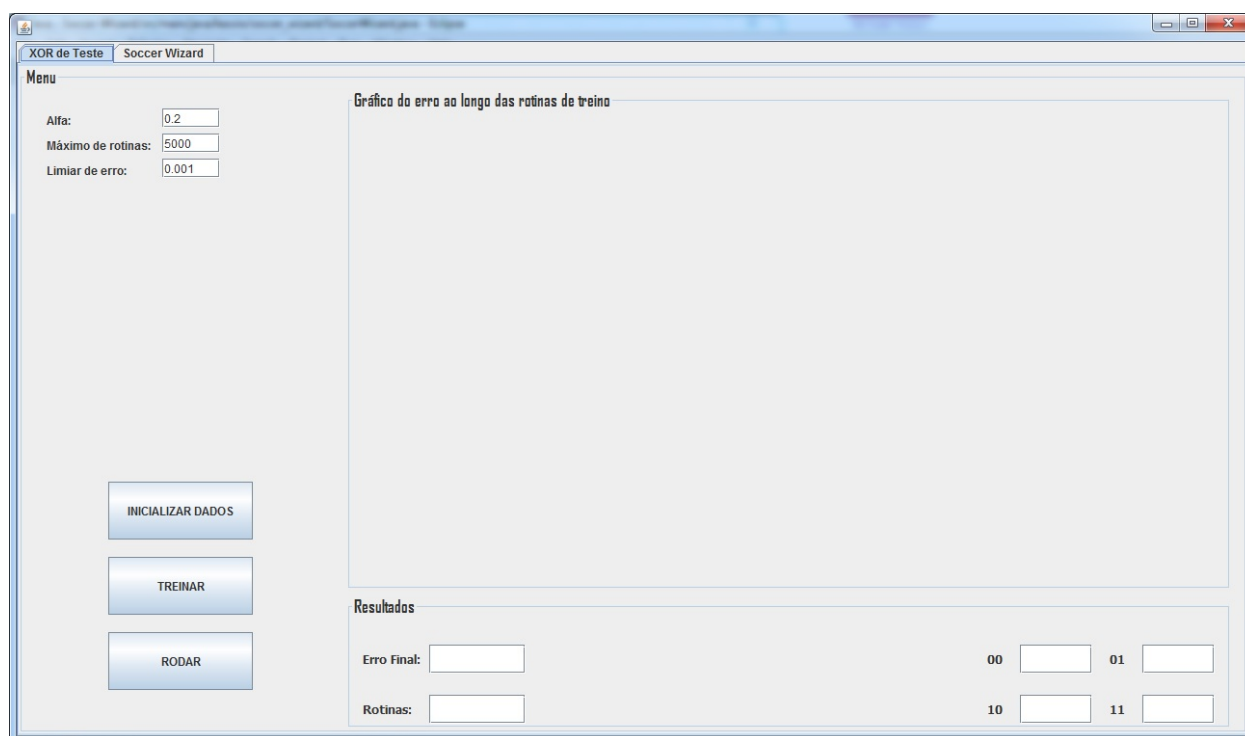 XOR de Teste Soccer Wizard
Menu
Alfa: 0.2
Máximo de rotinas: 5000
Limiar de erro: 0.001
INICIALIZAR DADOS
TREINAR
RODAR
Gráfico do erro ao longo das rotinas de treino
Resultados
Erro Final: 00 01
Rotinas: 10 11